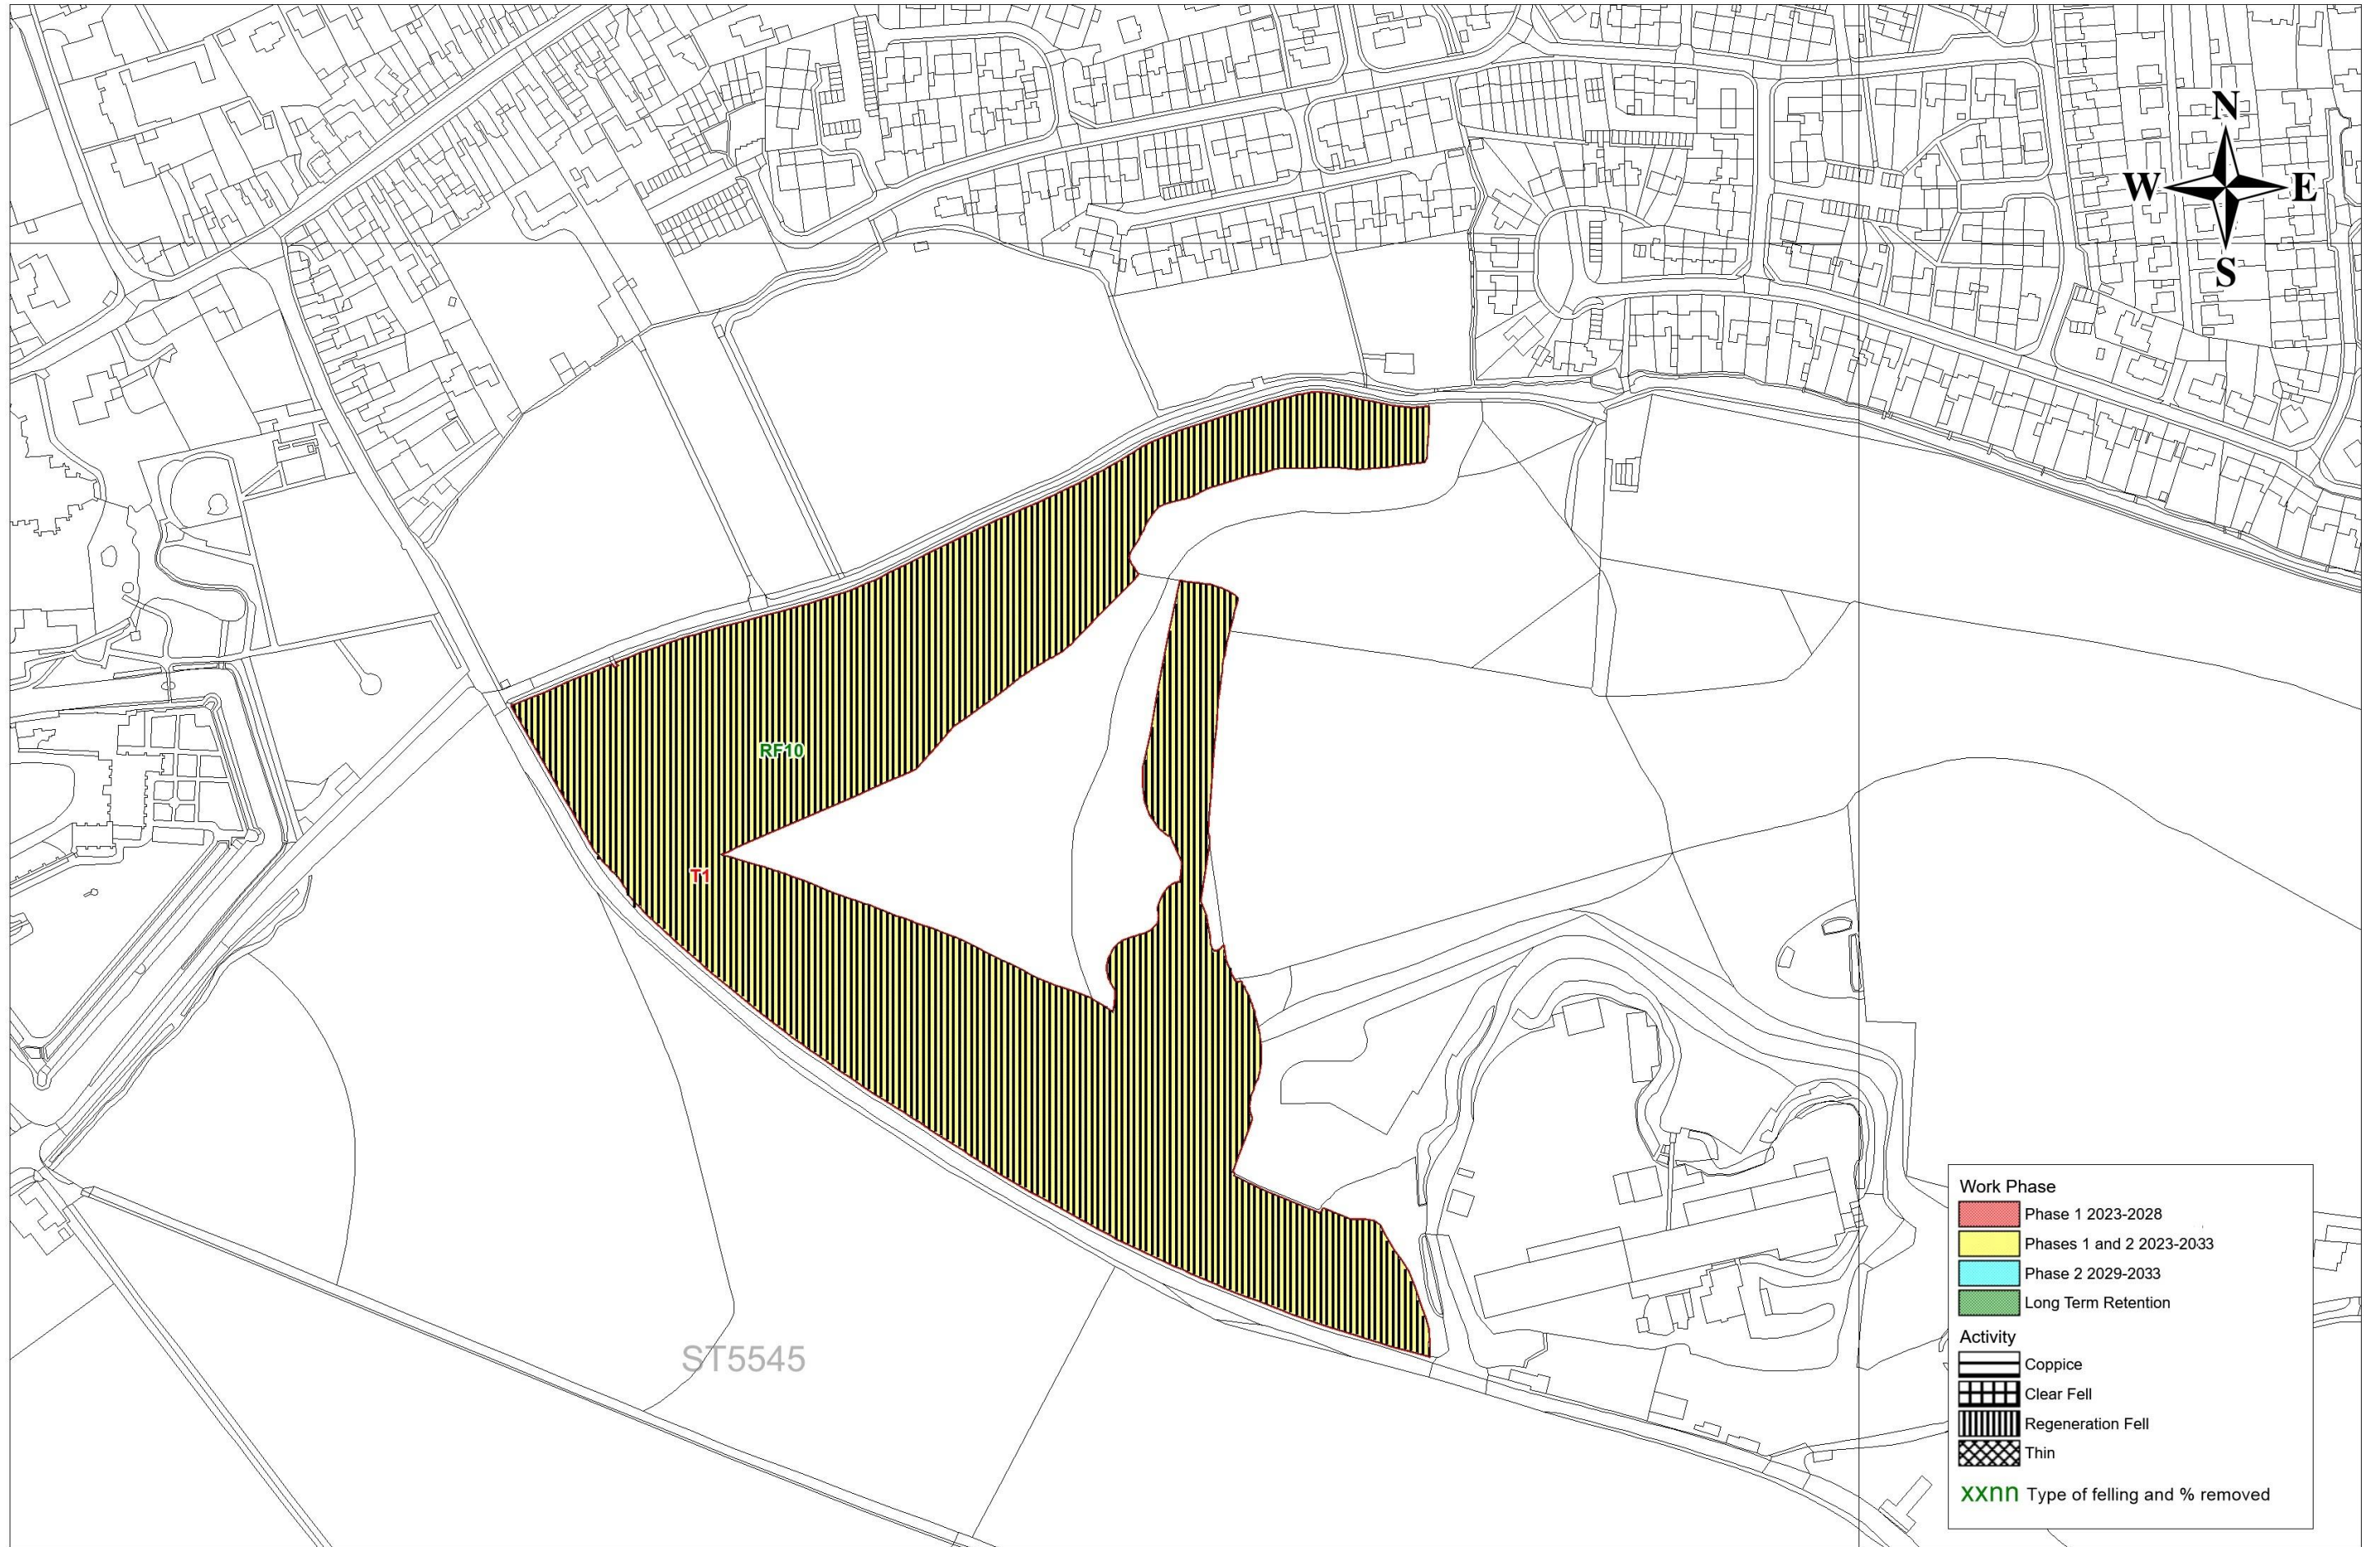 N
W E
S
RF10
T1
ST5545
Work Phase
Phase 1 2023-2028
Phases 1 and 2 2023-2033
Phase 2 2029-2033
Long Term Retention
Activity
Coppice
Clear Fell
Regeneration Fell
Thin
xxnn Type of felling and % removed